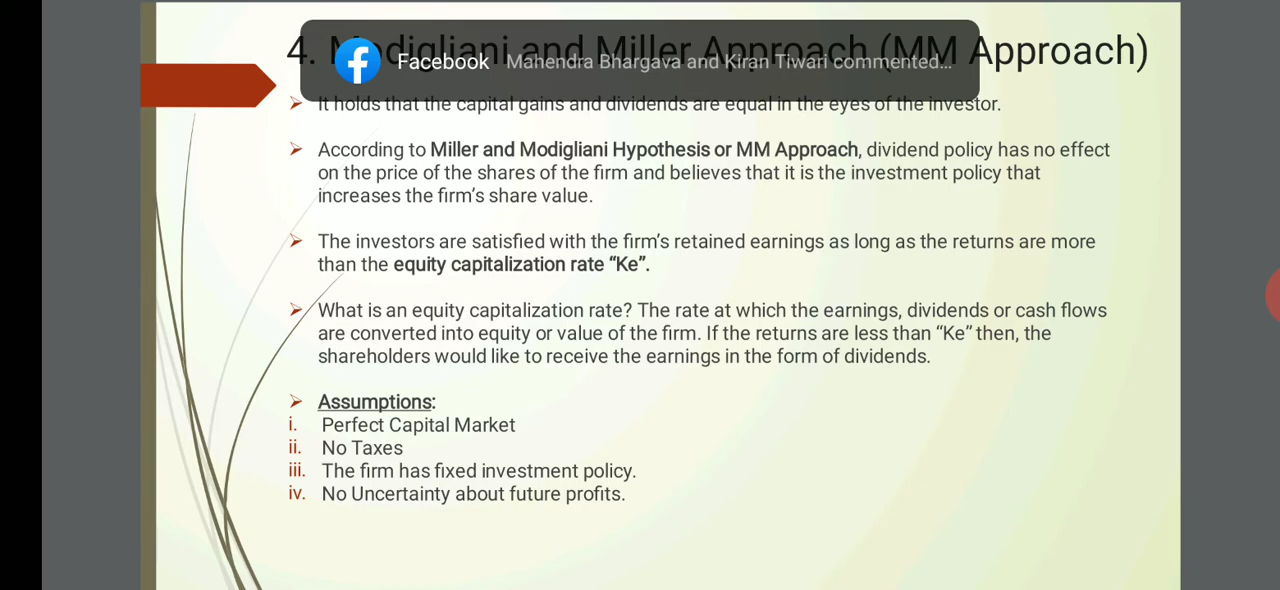 4. Modigliani and Miller Approach (MM Approach)
Facebook Mahendra Bhargava and Kiran Tiwari commented...
➢ It holds that the capital gains and dividends are equal in the eyes of the investor.
➢ According to Miller and Modigliani Hypothesis or MM Approach, dividend policy has no effect
on the price of the shares of the firm and believes that it is the investment policy that
increases the firm's share value.
➢ The investors are satisfied with the firm's retained earnings as long as the returns are more
than the equity capitalization rate "Ke".
➢ What is an equity capitalization rate? The rate at which the earnings, dividends or cash flows
are converted into equity or value of the firm. If the returns are less than "Ke" then, the
shareholders would like to receive the earnings in the form of dividends.
➢ Assumptions:
i. Perfect Capital Market
ii. No Taxes
iii. The firm has fixed investment policy.
iv. No Uncertainty about future profits.